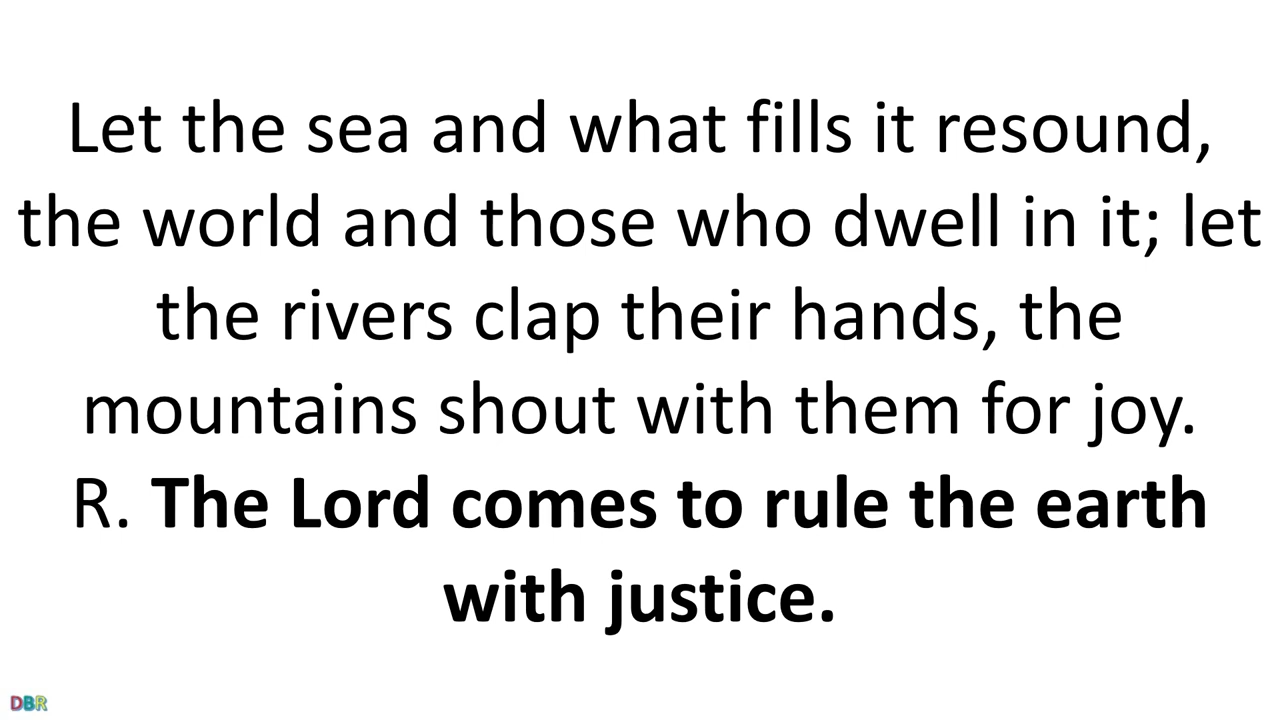 Let the sea and what fills it resound,
the world and those who dwell in it; let
the rivers clap their hands, the
mountains shout with them for joy.
R. The Lord comes to rule the earth
with justice.
DBR